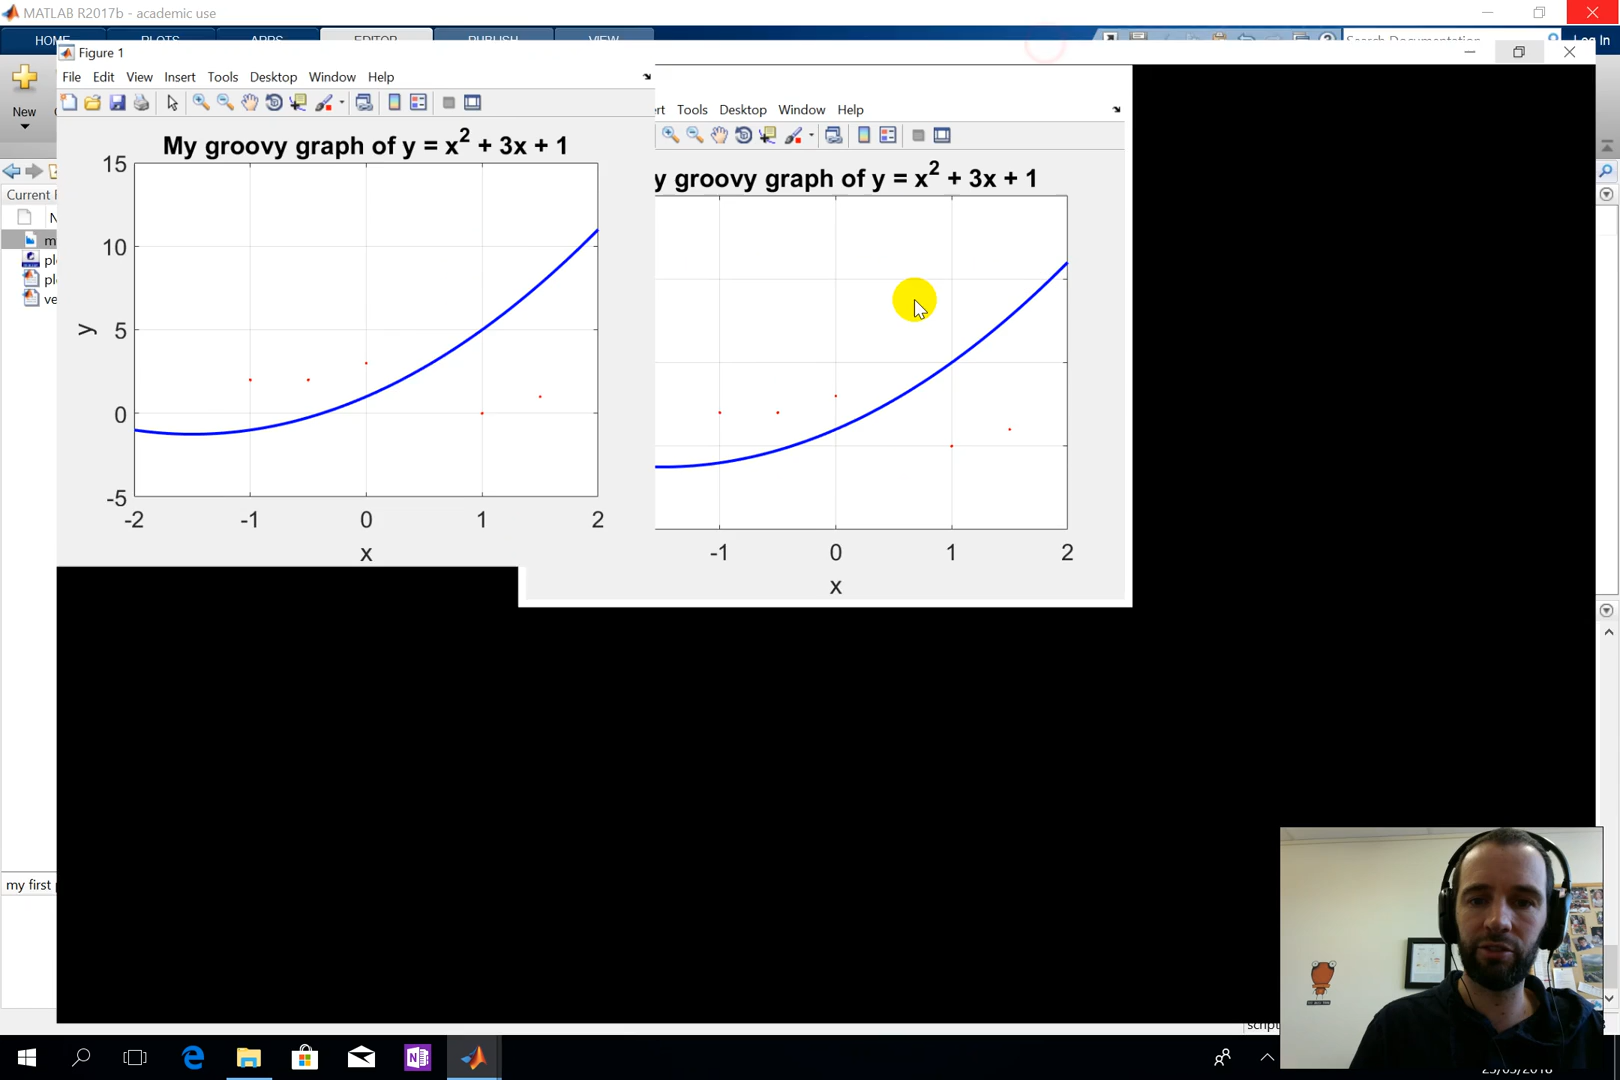 MATLAB R2017b - academic use
HOME PLOTS APPS EDITOR PUBLISH VIEW
Search Documentation
Log In
Figure 1
File Edit View Insert Tools Desktop Window Help
New
Tools Desktop Window Help
My groovy graph of y = x² + 3x + 1
15
10
5
0
-5
y
-2 -1 0 1 2
x
y groovy graph of y = x² + 3x + 1
-1 0 1 2
x
Current
my first
script